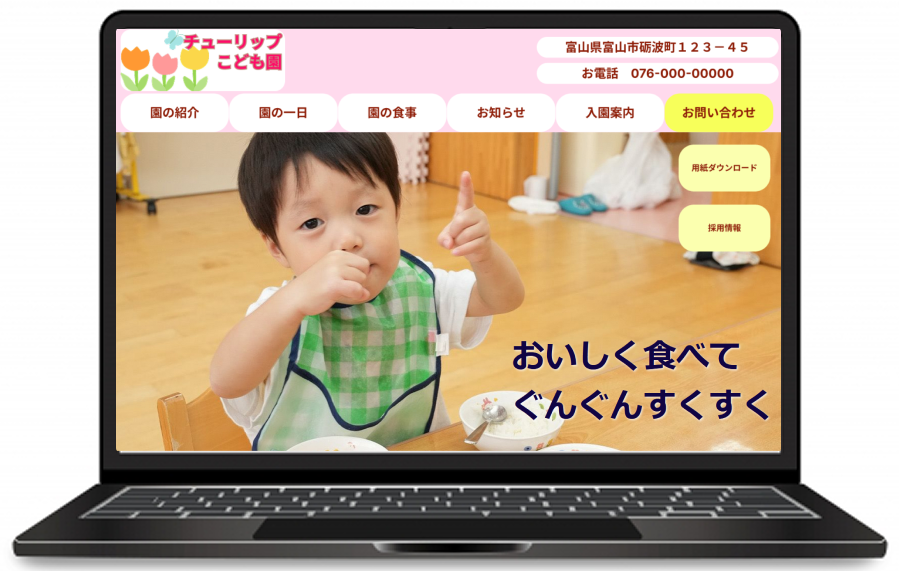 チューリップ
こども園
富山県富山市砺波町１２３－４５
お電話　076-000-00000
園の紹介
園の一日
園の食事
お知らせ
入園案内
お問い合わせ
用紙ダウンロード
採用情報
おいしく食べて
ぐんぐんすくすく